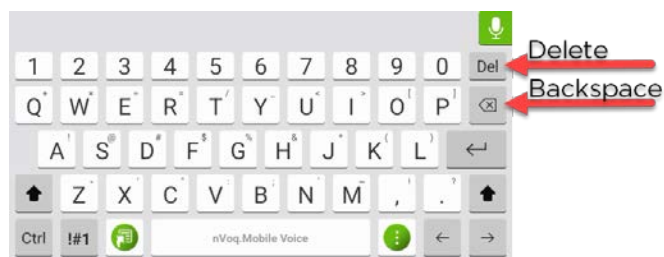 1 2 3 4 5 6 7 8 9 0 Del Delete
Q W E R T Y U I O P Backspace
A S D F G H J K L
Z X C V B N M , .
Ctrl !#1 nVoq.Mobile Voice